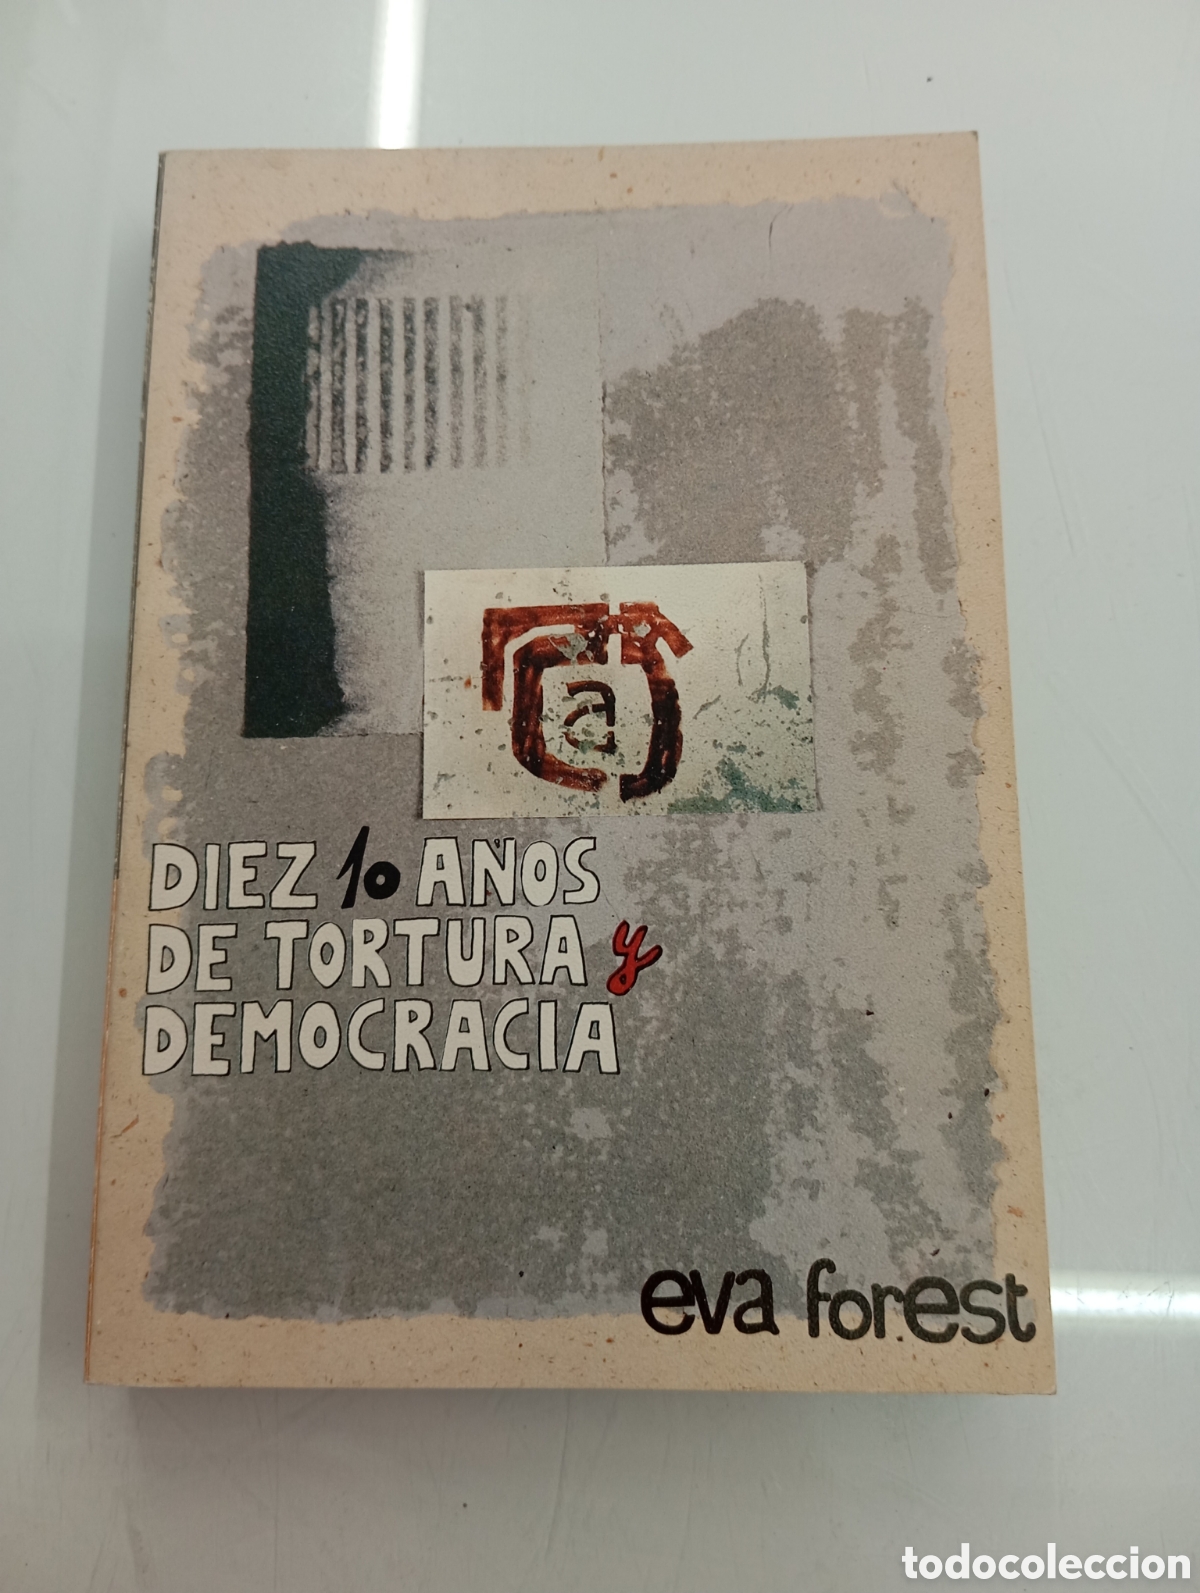 a
DIEZ 10 AÑOS
DE TORTURA y
DEMOCRACIA
eva forest
todocoleccion